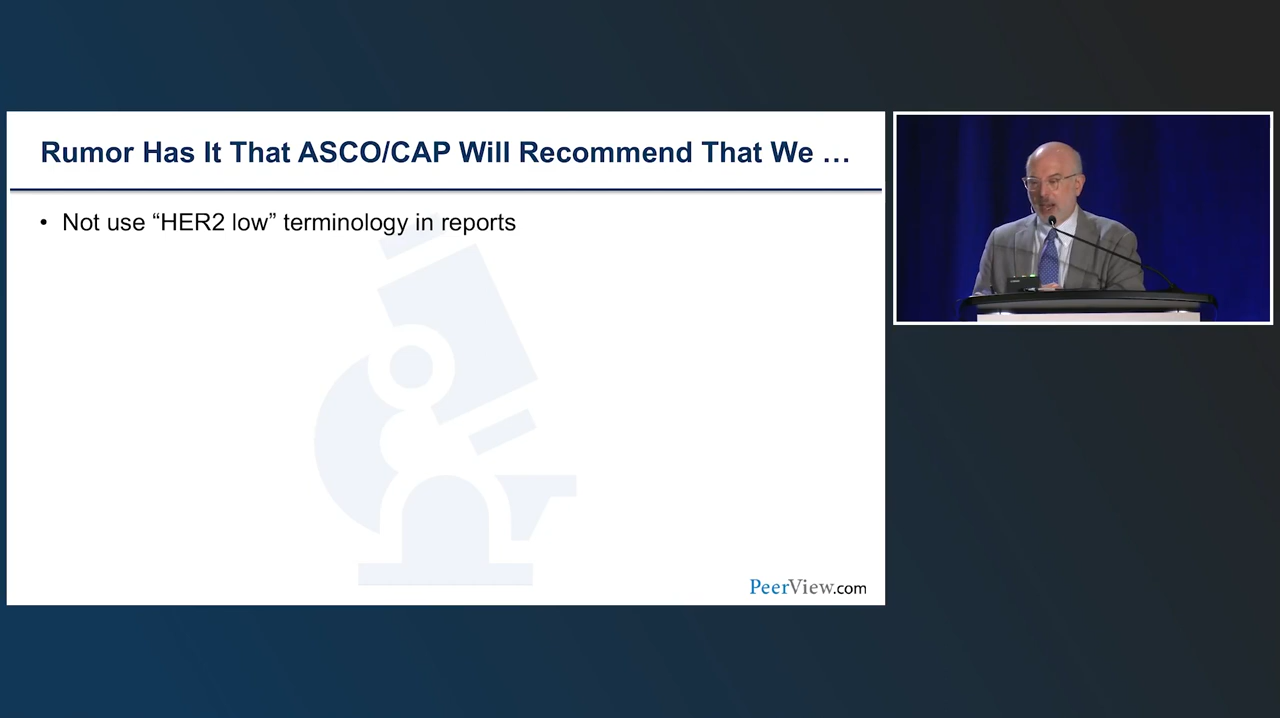 Rumor Has It That ASCO/CAP Will Recommend That We …
• Not use “HER2 low” terminology in reports
PeerView.com